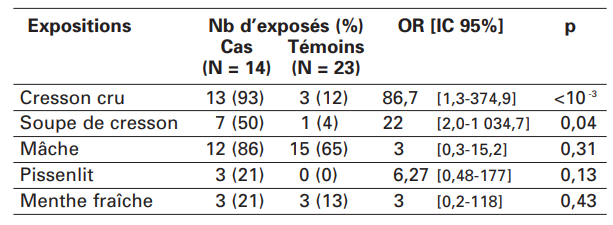 Expositions Nb d'exposés (%) OR [IC 95%] p
Cas Témoins
(N = 14) (N = 23)
Cresson cru 13 (93) 3 (12) 86,7 [1,3-374,9] <10⁻³
Soupe de cresson 7 (50) 1 (4) 22 [2,0-1 034,7] 0,04
Mâche 12 (86) 15 (65) 3 [0,3-15,2] 0,31
Pissenlit 3 (21) 0 (0) 6,27 [0,48-177] 0,13
Menthe fraîche 3 (21) 3 (13) 3 [0,2-118] 0,43